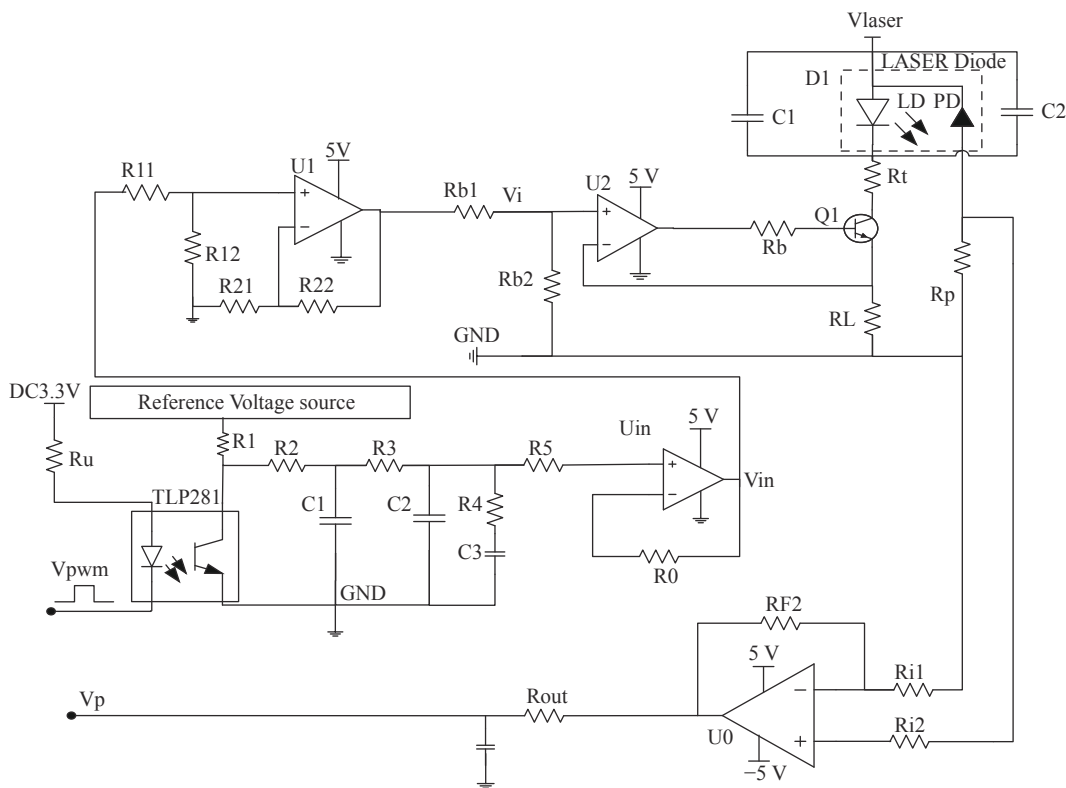 Vlaser
LASER Diode
D1
LD
PD
C1
C2
Rt
R11
U1
5V
Rb1
Vi
U2
5 V
Q1
Rb
+
−
+
−
R12
R21
R22
Rb2
Rp
RL
GND
DC3.3V
Reference Voltage source
R1
Ru
R2
R3
R5
Uin
5 V
+
−
Vin
TLP281
C1
C2
R4
C3
R0
Vpwm
GND
RF2
5 V
Ri1
−
Vp
Rout
U0
+
Ri2
−5 V